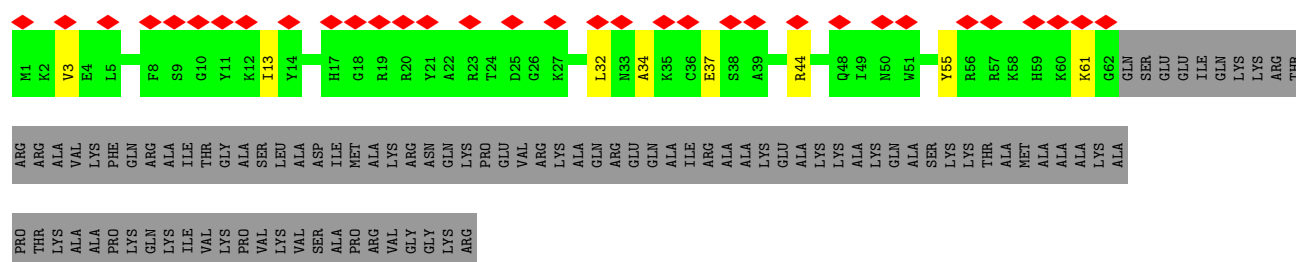 M1 K2 V3 E4 L5 F8 S9 G10 Y11 K12 I13 Y14 H17 G18 R19 R20 Y21 A22 R23 T24 D25 G26 K27 L32 N33 A34 K35 C36 E37 S38 A39 R44 Q48 I49 N50 W51 Y55 R56 R57 K58 H59 K60 K61 G62 GLN SER GLU GLU ILE GLN LYS LYS ARG THR
ARG ARG ALA VAL LYS PHE GLN ARG ALA ILE THR GLY ALA SER LEU ALA ASP ILE MET ALA LYS ARG ASN GLN LYS PRO GLU VAL ARG LYS ALA GLN ARG GLU GLN ALA ILE ARG ALA ALA LYS GLU ALA LYS LYS ALA LYS GLN ALA SER LYS LYS THR ALA MET ALA ALA ALA LYS ALA
PRO THR LYS ALA ALA PRO LYS GLN LYS ILE VAL LYS PRO VAL LYS VAL SER ALA PRO ARG VAL GLY GLY LYS ARG